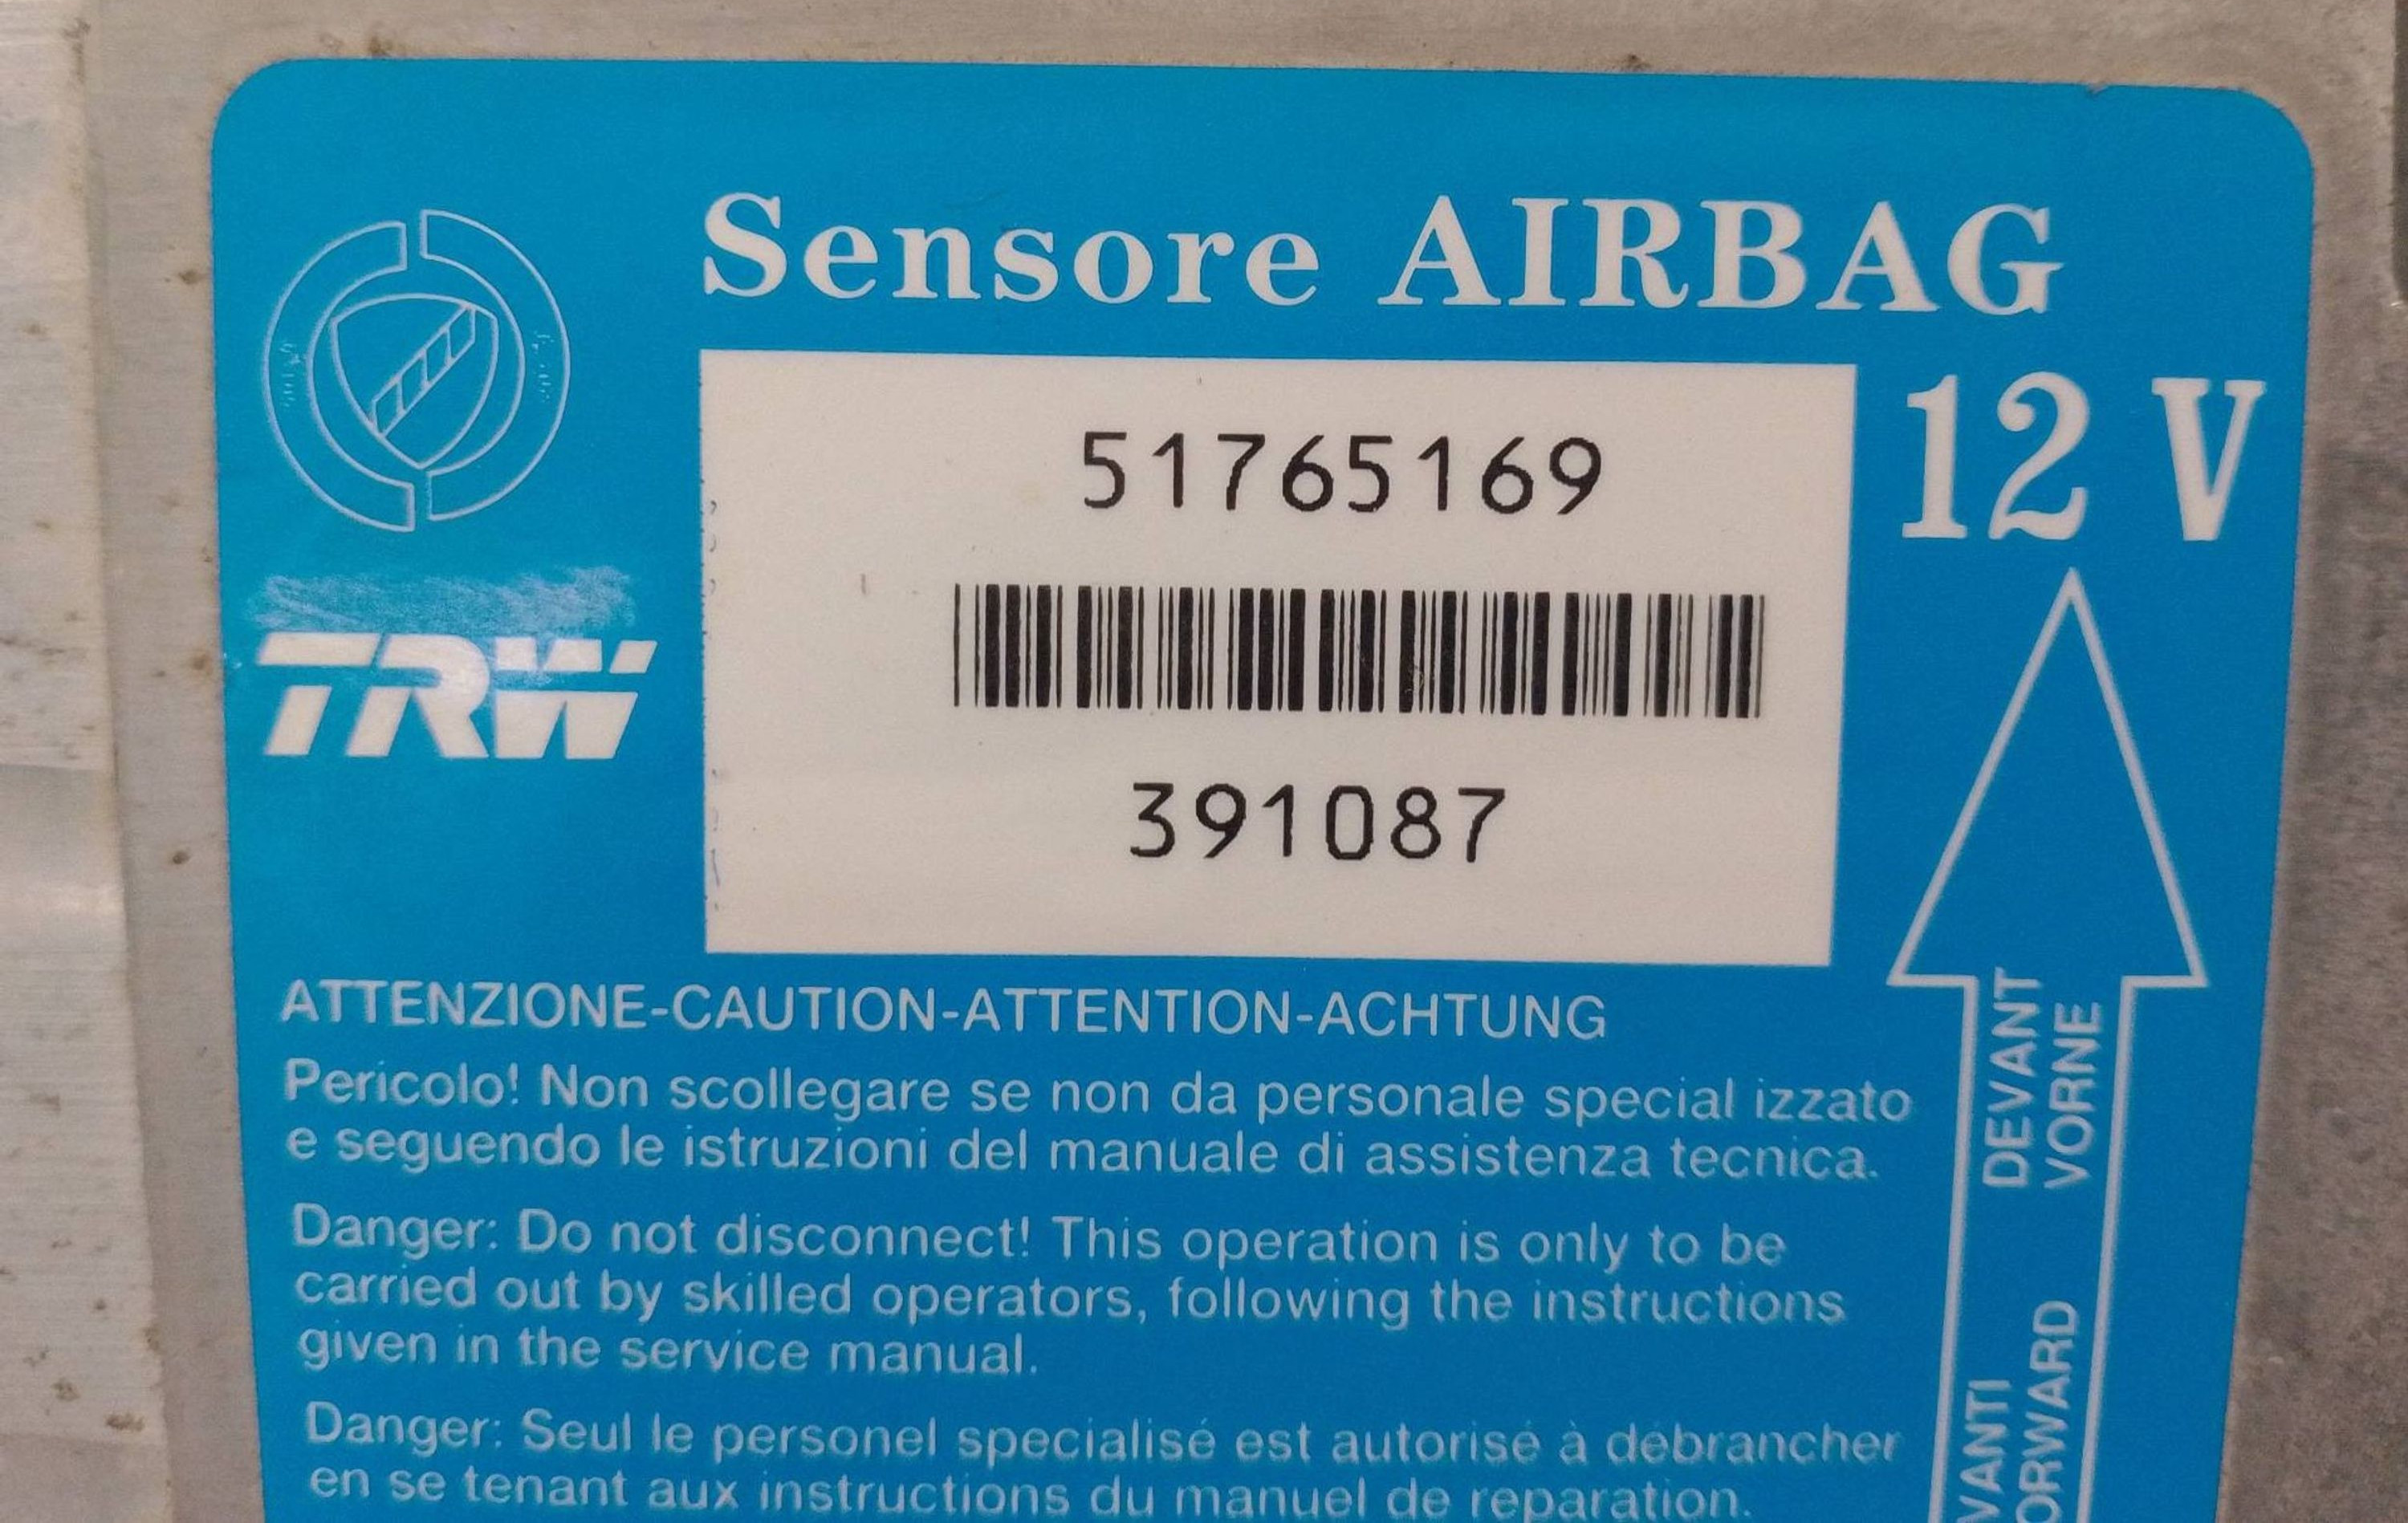 Sensore AIRBAG
12 V
51765169
TRW
391087
ATTENZIONE-CAUTION-ATTENTION-ACHTUNG
Pericolo! Non scollegare se non da personale special izzato
e seguendo le istruzioni del manuale di assistenza tecnica.
Danger: Do not disconnect! This operation is only to be
carried out by skilled operators, following the instructions
given in the service manual.
Danger: Seul le personel specialisé est autorisé à debrancher
en se tenant aux instructions du manuel de reparation.
DEVANT
VORNE
VANTI
ORWARD